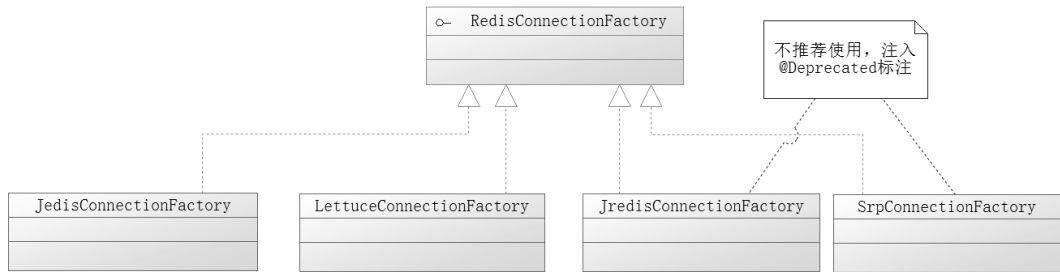 RedisConnectionFactory
不推荐使用，注入
@Deprecated标注
JedisConnectionFactory
LettuceConnectionFactory
JredisConnectionFactory
SrpConnectionFactory